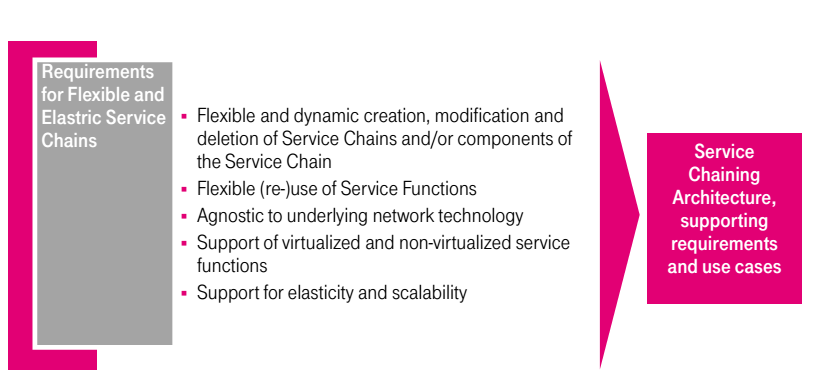 Requirements
for Flexible and
Elastric Service
Chains
▪ Flexible and dynamic creation, modification and
deletion of Service Chains and/or components of
the Service Chain
▪ Flexible (re-)use of Service Functions
▪ Agnostic to underlying network technology
▪ Support of virtualized and non-virtualized service
functions
▪ Support for elasticity and scalability
Service
Chaining
Architecture,
supporting
requirements
and use cases